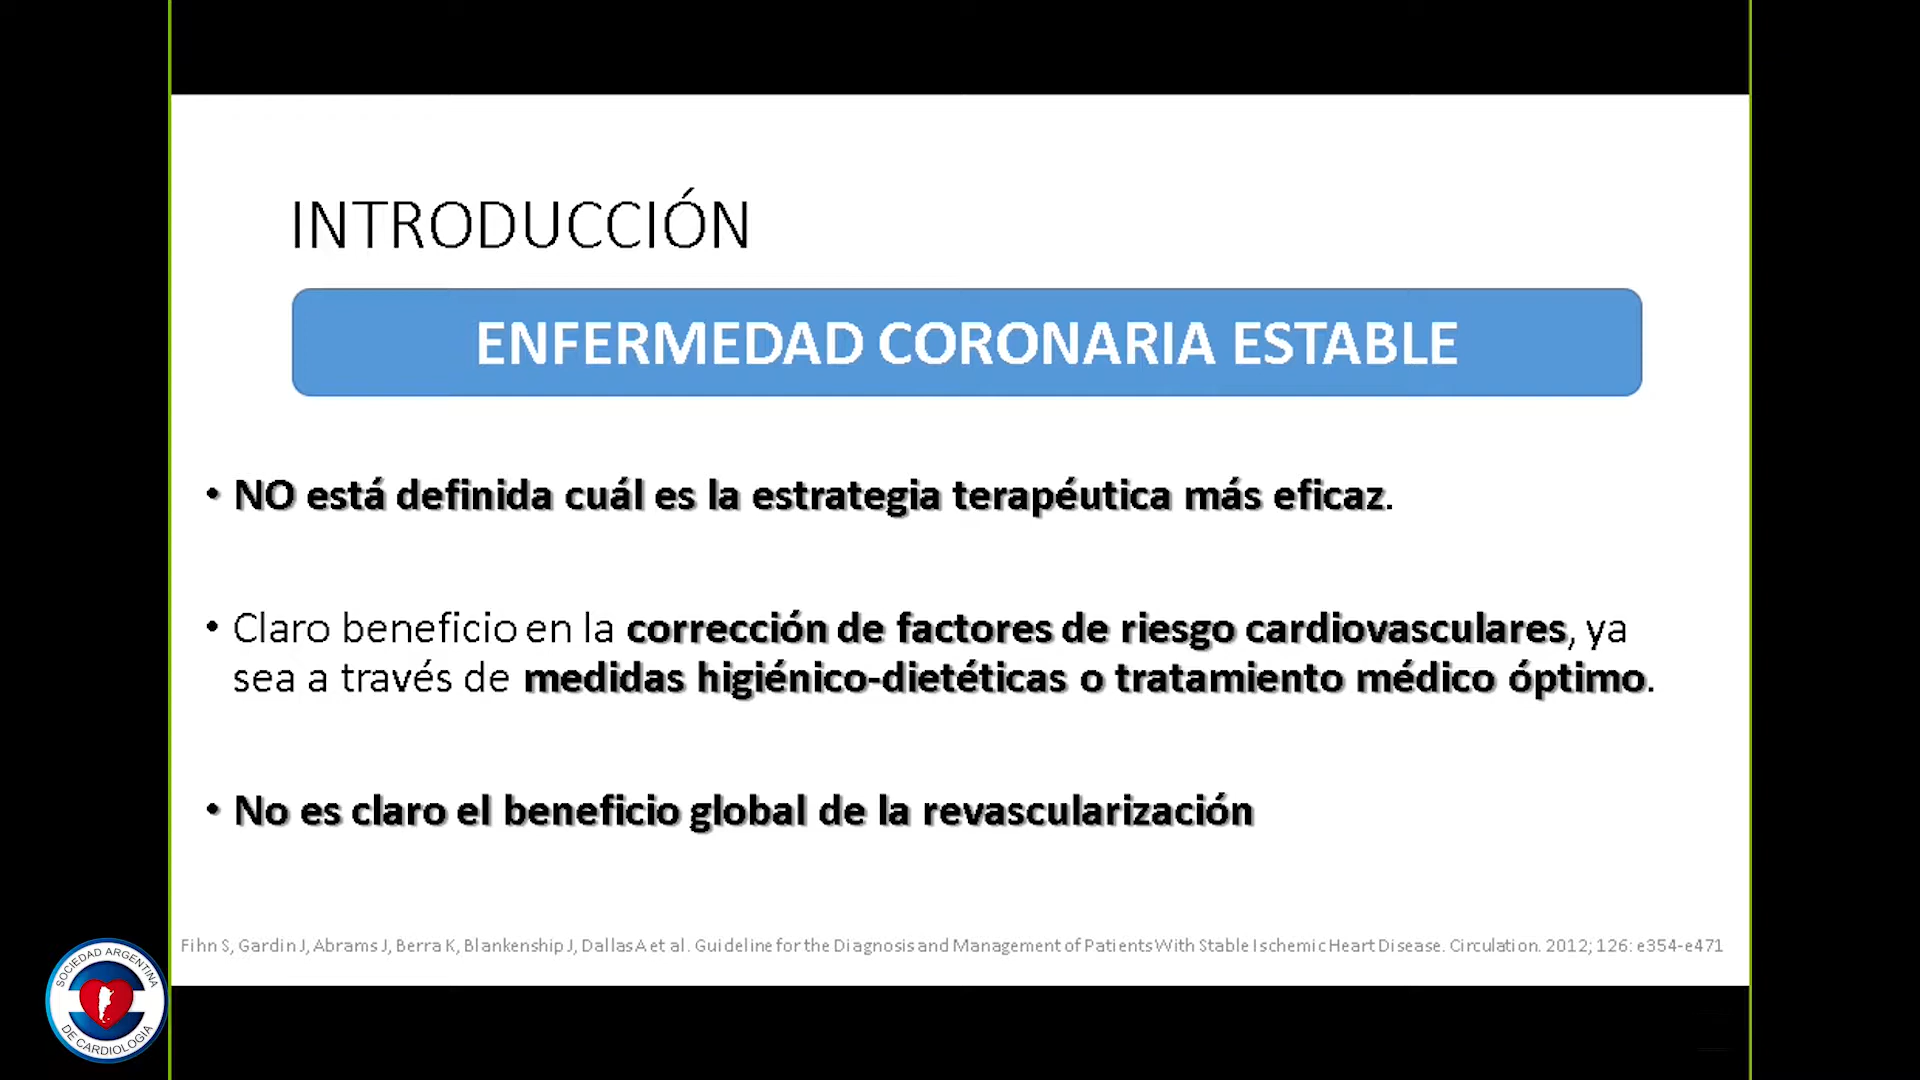 INTRODUCCIÓN
ENFERMEDAD CORONARIA ESTABLE
• NO está definida cuál es la estrategia terapéutica más eficaz.
• Claro beneficio en la corrección de factores de riesgo cardiovasculares, ya
sea a través de medidas higiénico-dietéticas o tratamiento médico óptimo.
• No es claro el beneficio global de la revascularización
Fihn S, Gardin J, Abrams J, Berra K, Blankenship J, Dallas A et al. Guideline for the Diagnosis and Management of Patients With Stable Ischemic Heart Disease. Circulation. 2012; 126: e354-e471
SOCIEDAD ARGENTINA
DE CARDIOLOGIA